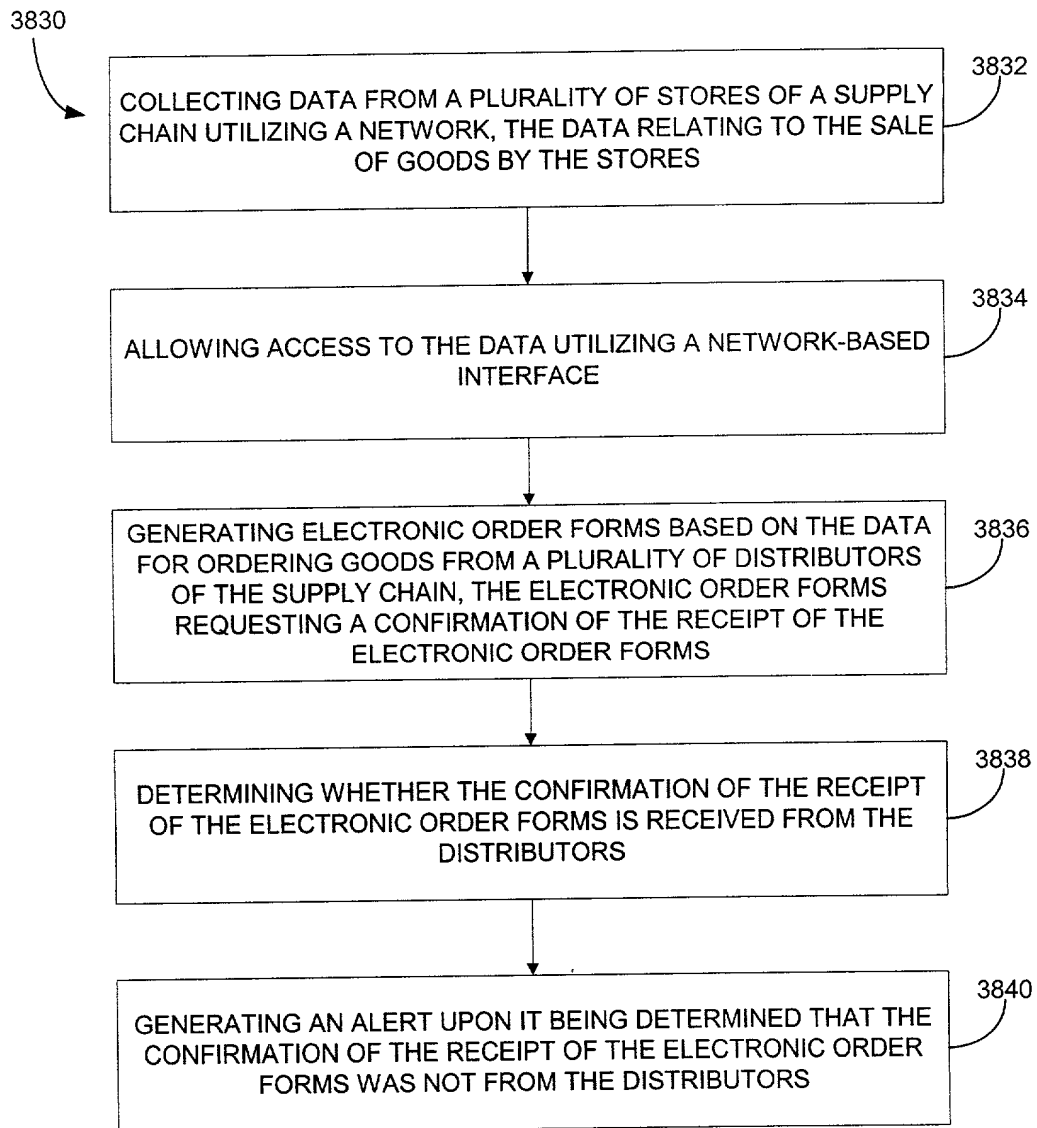 3830
3832
COLLECTING DATA FROM A PLURALITY OF STORES OF A SUPPLY
CHAIN UTILIZING A NETWORK, THE DATA RELATING TO THE SALE
OF GOODS BY THE STORES
3834
ALLOWING ACCESS TO THE DATA UTILIZING A NETWORK-BASED
INTERFACE
3836
GENERATING ELECTRONIC ORDER FORMS BASED ON THE DATA
FOR ORDERING GOODS FROM A PLURALITY OF DISTRIBUTORS
OF THE SUPPLY CHAIN, THE ELECTRONIC ORDER FORMS
REQUESTING A CONFIRMATION OF THE RECEIPT OF THE
ELECTRONIC ORDER FORMS
3838
DETERMINING WHETHER THE CONFIRMATION OF THE RECEIPT
OF THE ELECTRONIC ORDER FORMS IS RECEIVED FROM THE
DISTRIBUTORS
3840
GENERATING AN ALERT UPON IT BEING DETERMINED THAT THE
CONFIRMATION OF THE RECEIPT OF THE ELECTRONIC ORDER
FORMS WAS NOT FROM THE DISTRIBUTORS